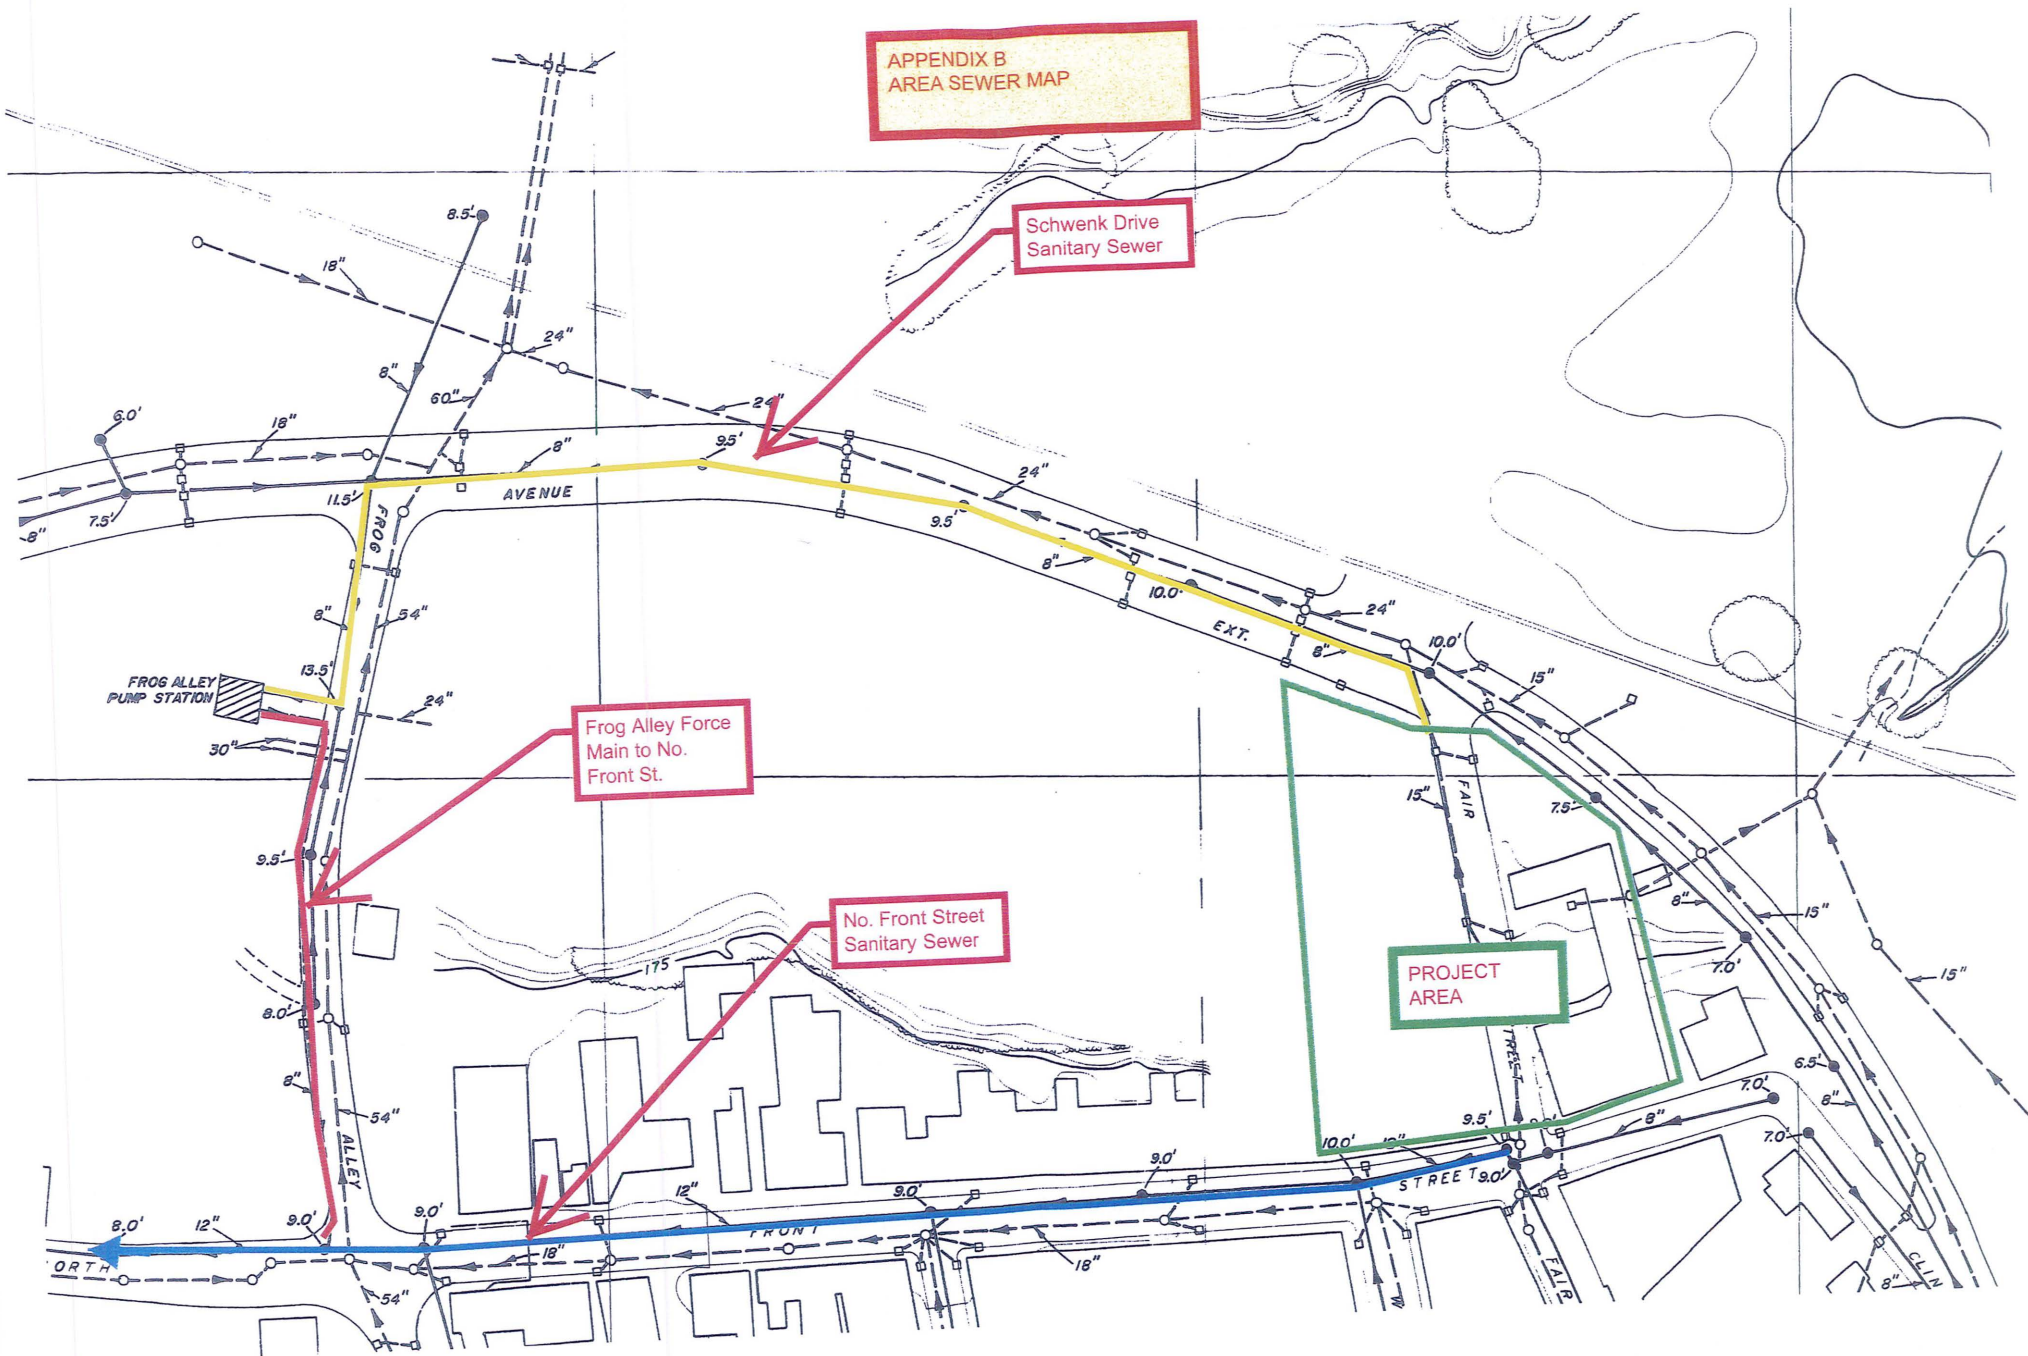 APPENDIX B
AREA SEWER MAP
Schwenk Drive
Sanitary Sewer
8.5'
18"
24"
8"
60"
24"
6.0'
18"
8"
9.5'
24"
11.5'
AVENUE
7.5'
8"
FROG
9.5'
8"
10.0'
24"
EXT.
8"
10.0'
8"
54"
15"
13.5'
FROG ALLEY
PUMP STATION
24"
30"
Frog Alley Force
Main to No.
Front St.
15"
FAIR
7.5'
9.5'
8"
15"
No. Front Street
Sanitary Sewer
175
PROJECT
AREA
7.0'
15"
8.0'
8"
54"
ALLEY
TREET
6.5'
7.0'
8"
8"
7.0'
9.5'
10.0'
9.0'
STREET
9.0'
12"
9.0'
8.0'
12"
9.0'
9.0'
FRONT
18"
18"
ORTH
54"
W
FAIR
CLIN
8"